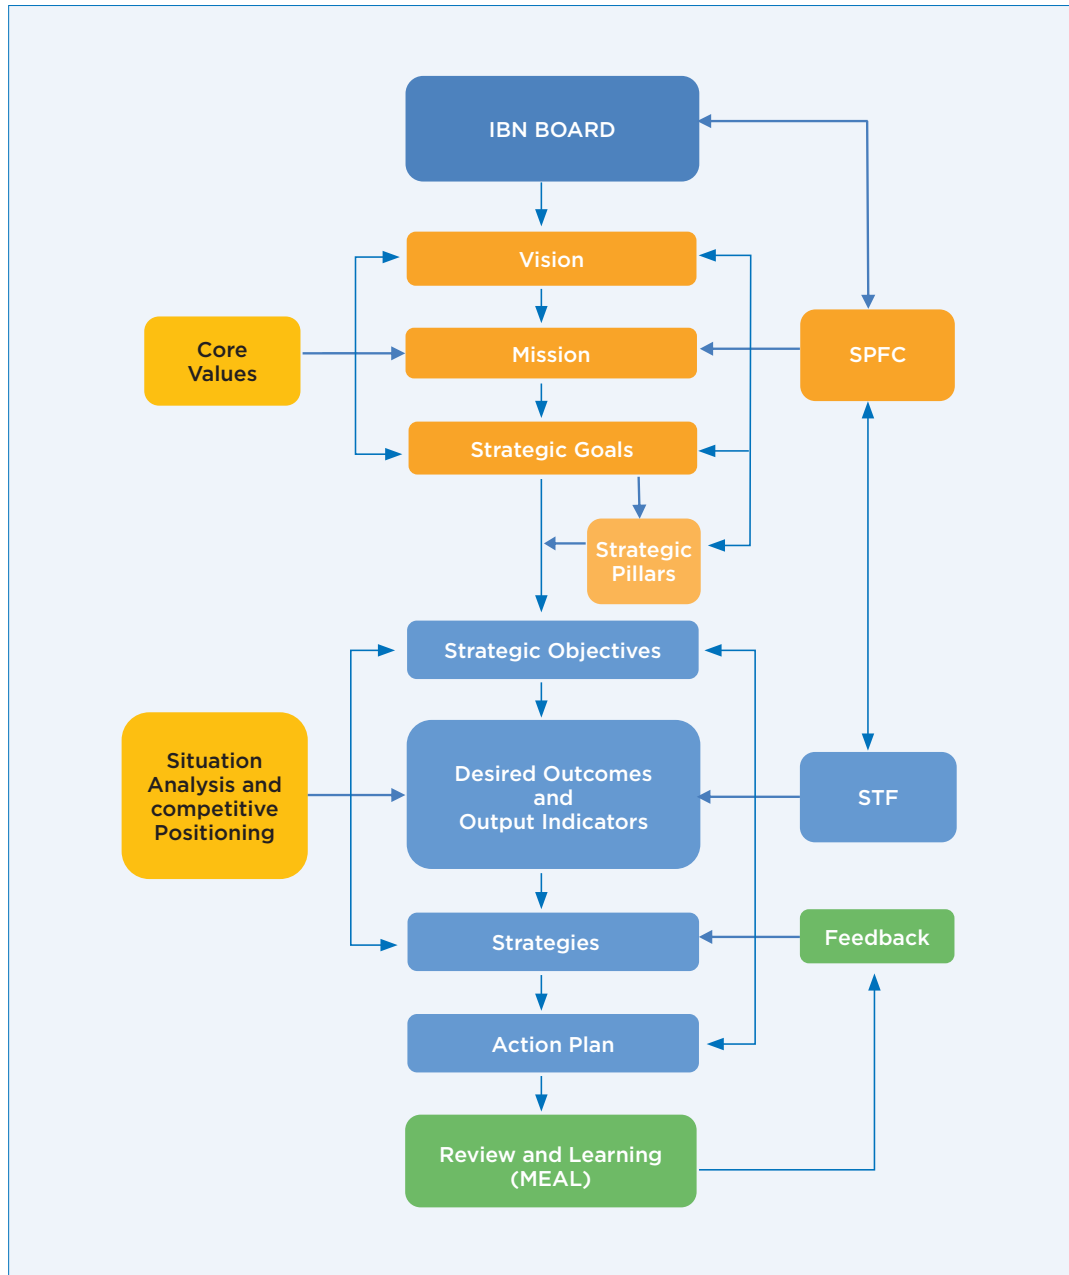 IBN BOARD
Vision
Core
Values
Mission
SPFC
Strategic Goals
Strategic
Pillars
Strategic Objectives
Situation
Analysis and
competitive
Positioning
Desired Outcomes
and
Output Indicators
STF
Strategies
Feedback
Action Plan
Review and Learning
(MEAL)